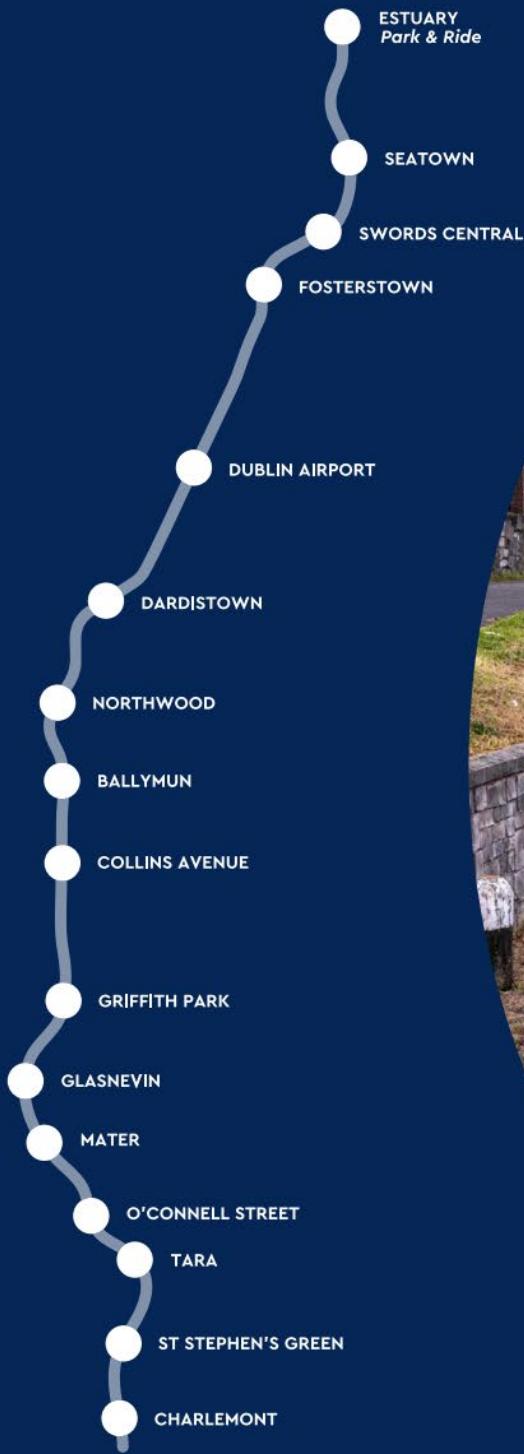 ESTUARY
Park & Ride
SEATOWN
SWORDS CENTRAL
FOSTERSTOWN
DUBLIN AIRPORT
DARDISTOWN
NORTHWOOD
BALLYMUN
COLLINS AVENUE
GRIFFITH PARK
GLASNEVIN
MATER
O'CONNELL STREET
TARA
ST STEPHEN'S GREEN
CHARLEMONT